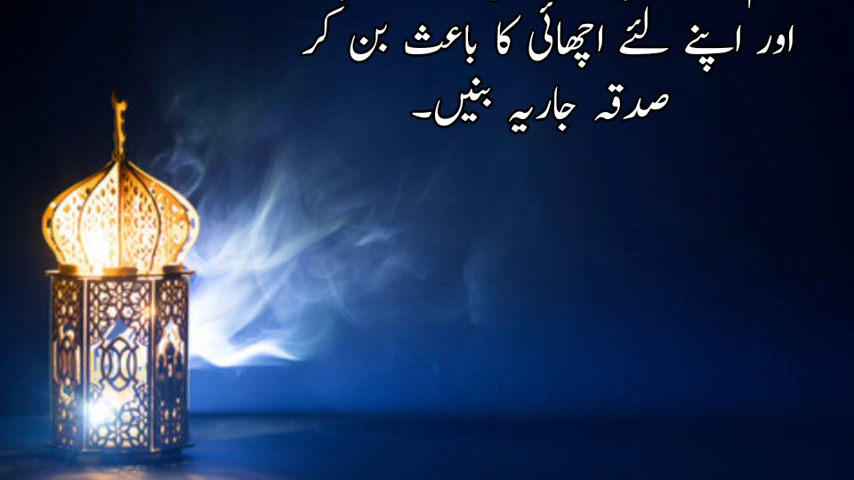 اور اپنے لئے اچھائی کا باعث بن کر
صدقہ جاریہ بنیں۔